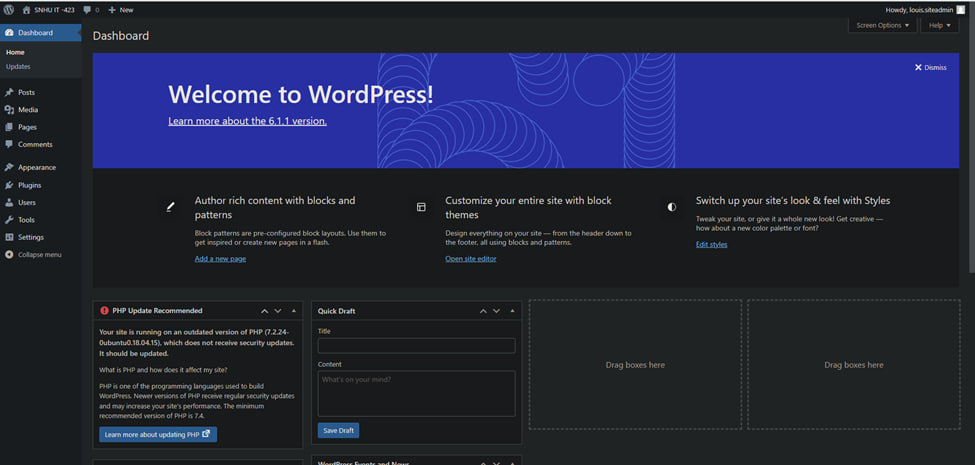 SNHU IT -423
0
New
Howdy, louis.siteadmin
Dashboard
Home
Updates
Posts
Media
Pages
Comments
Appearance
Plugins
Users
Tools
Settings
Collapse menu
Screen Options
Help
Dashboard
Dismiss
Welcome to WordPress!
Learn more about the 6.1.1 version.
Author rich content with blocks and
patterns
Block patterns are pre-configured block layouts. Use them to
get inspired or create new pages in a flash.
Add a new page
Customize your entire site with block
themes
Design everything on your site — from the header down to
the footer, all using blocks and patterns.
Open site editor
Switch up your site's look & feel with Styles
Tweak your site, or give it a whole new look! Get creative —
how about a new color palette or font?
Edit styles
PHP Update Recommended
Your site is running on an outdated version of PHP (7.2.24-
0ubuntu0.18.04.15), which does not receive security updates.
It should be updated.
What is PHP and how does it affect my site?
PHP is one of the programming languages used to build
WordPress. Newer versions of PHP receive regular security updates
and may increase your site's performance. The minimum
recommended version of PHP is 7.4.
Learn more about updating PHP
Quick Draft
Title
Content
What's on your mind?
Save Draft
WordPress Events and News
Drag boxes here
Drag boxes here